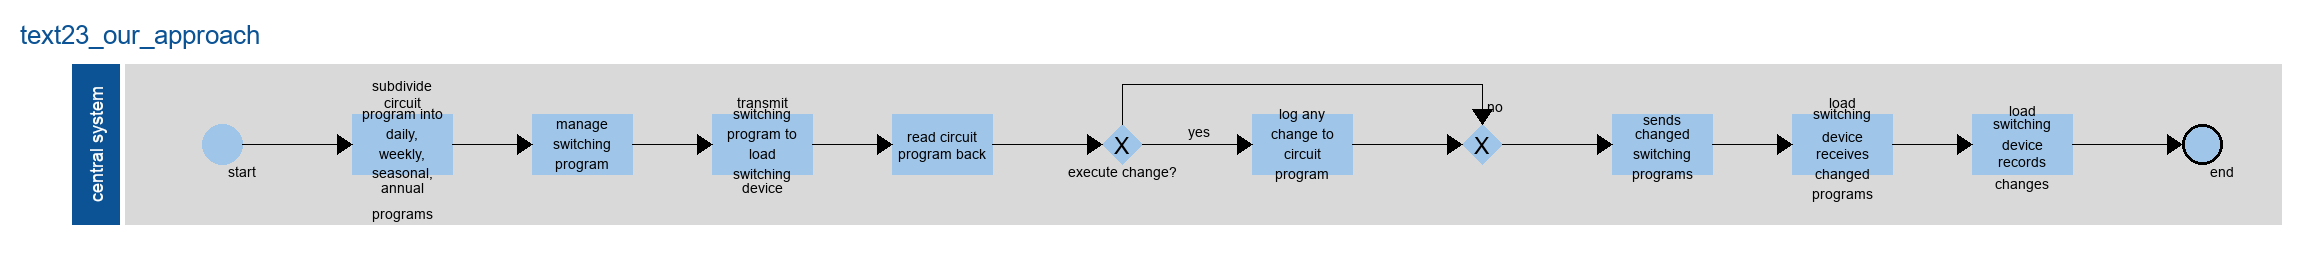 text23_our_approach
central system
start
subdivide
circuit
program into
daily,
weekly,
seasonal,
annual
programs
manage
switching
program
transmit
switching
program to
load
switching
device
read circuit
program back
X
execute change?
yes
log any
change to
circuit
program
no
X
sends
changed
switching
programs
load
switching
device
receives
changed
programs
load
switching
device
records
changes
end